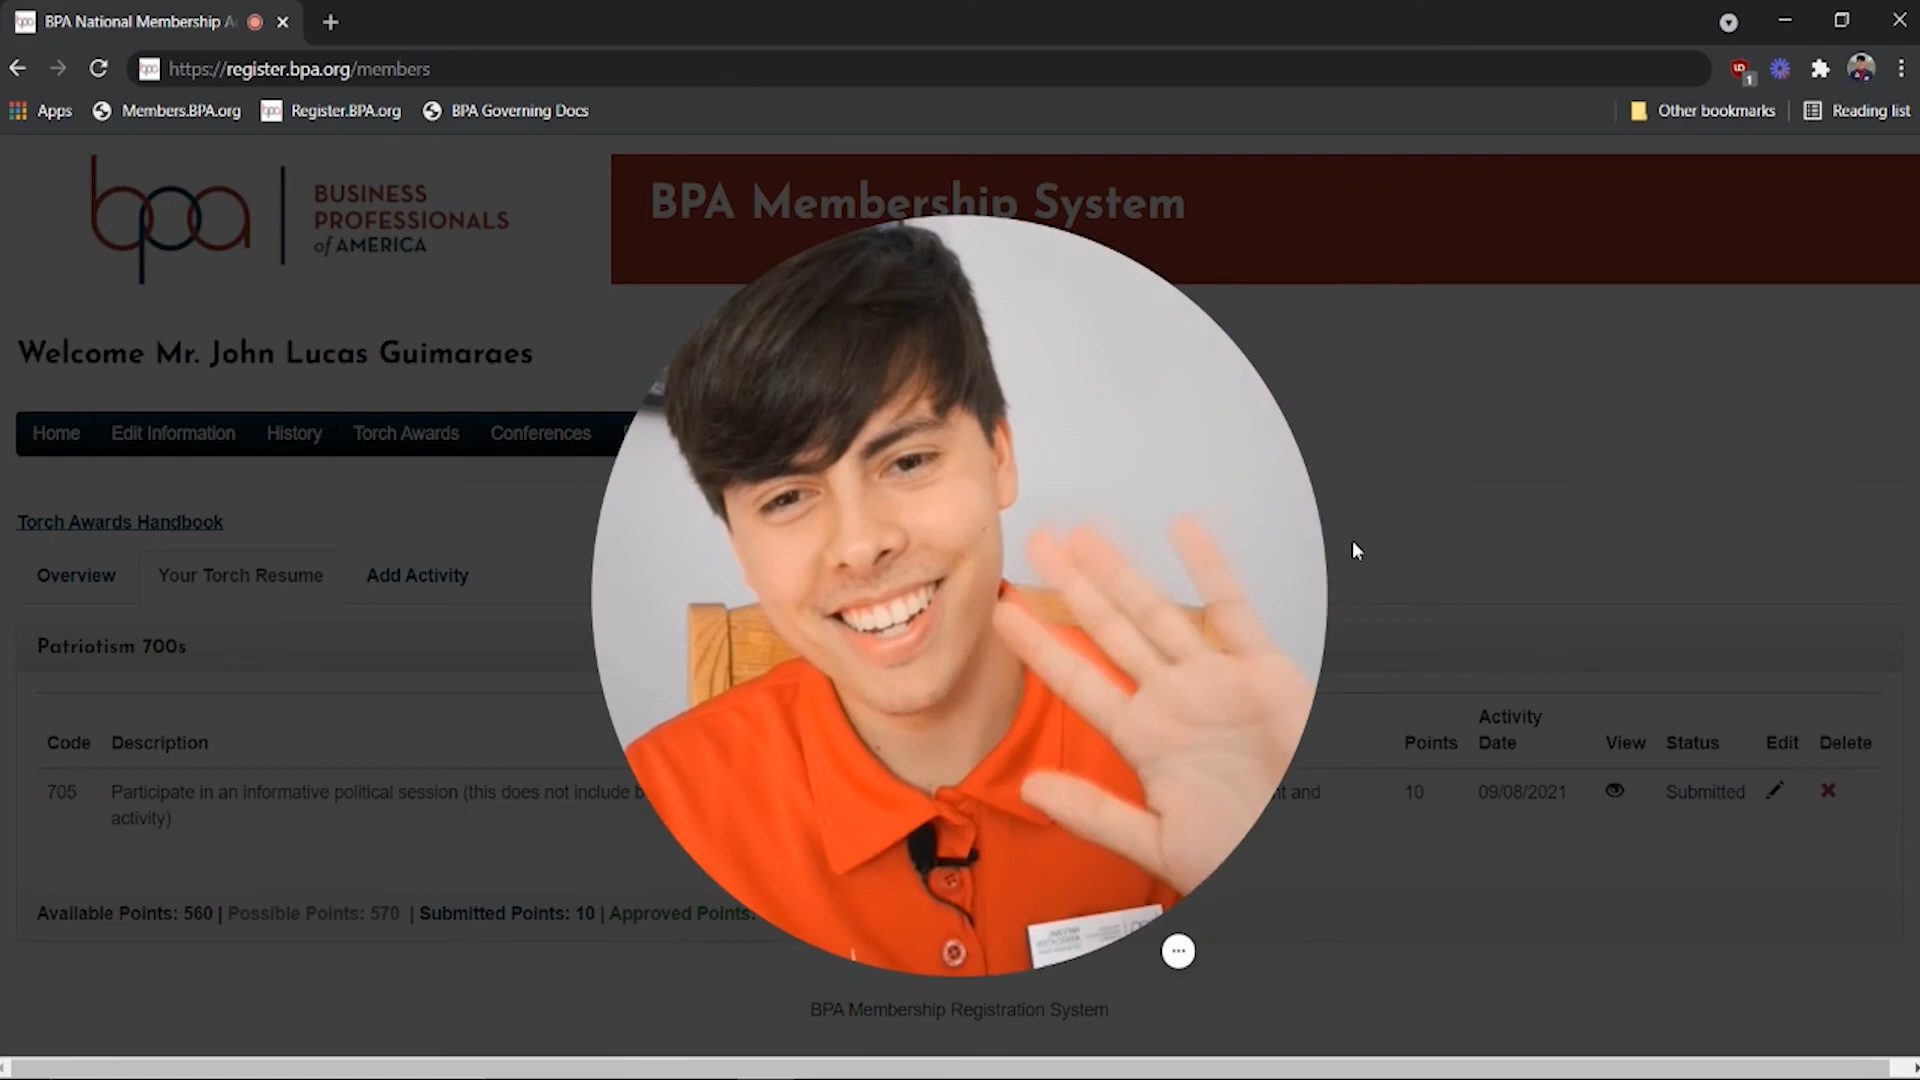 BPA National Membership A
https://register.bpa.org/members
1
Apps Members.BPA.org Register.BPA.org BPA Governing Docs Other bookmarks Reading list
bpa BUSINESS PROFESSIONALS of AMERICA
BPA Membership System
Welcome Mr. John Lucas Guimaraes
Home Edit Information History Torch Awards Conferences
Torch Awards Handbook
Overview Your Torch Resume Add Activity
Patriotism 700s
Code Description Points Activity Date View Status Edit Delete
705 Participate in an informative political session (this does not include and 10 09/08/2021 Submitted
activity)
Available Points: 560 | Possible Points: 570 | Submitted Points: 10 | Approved Points:
BPA Membership Registration System